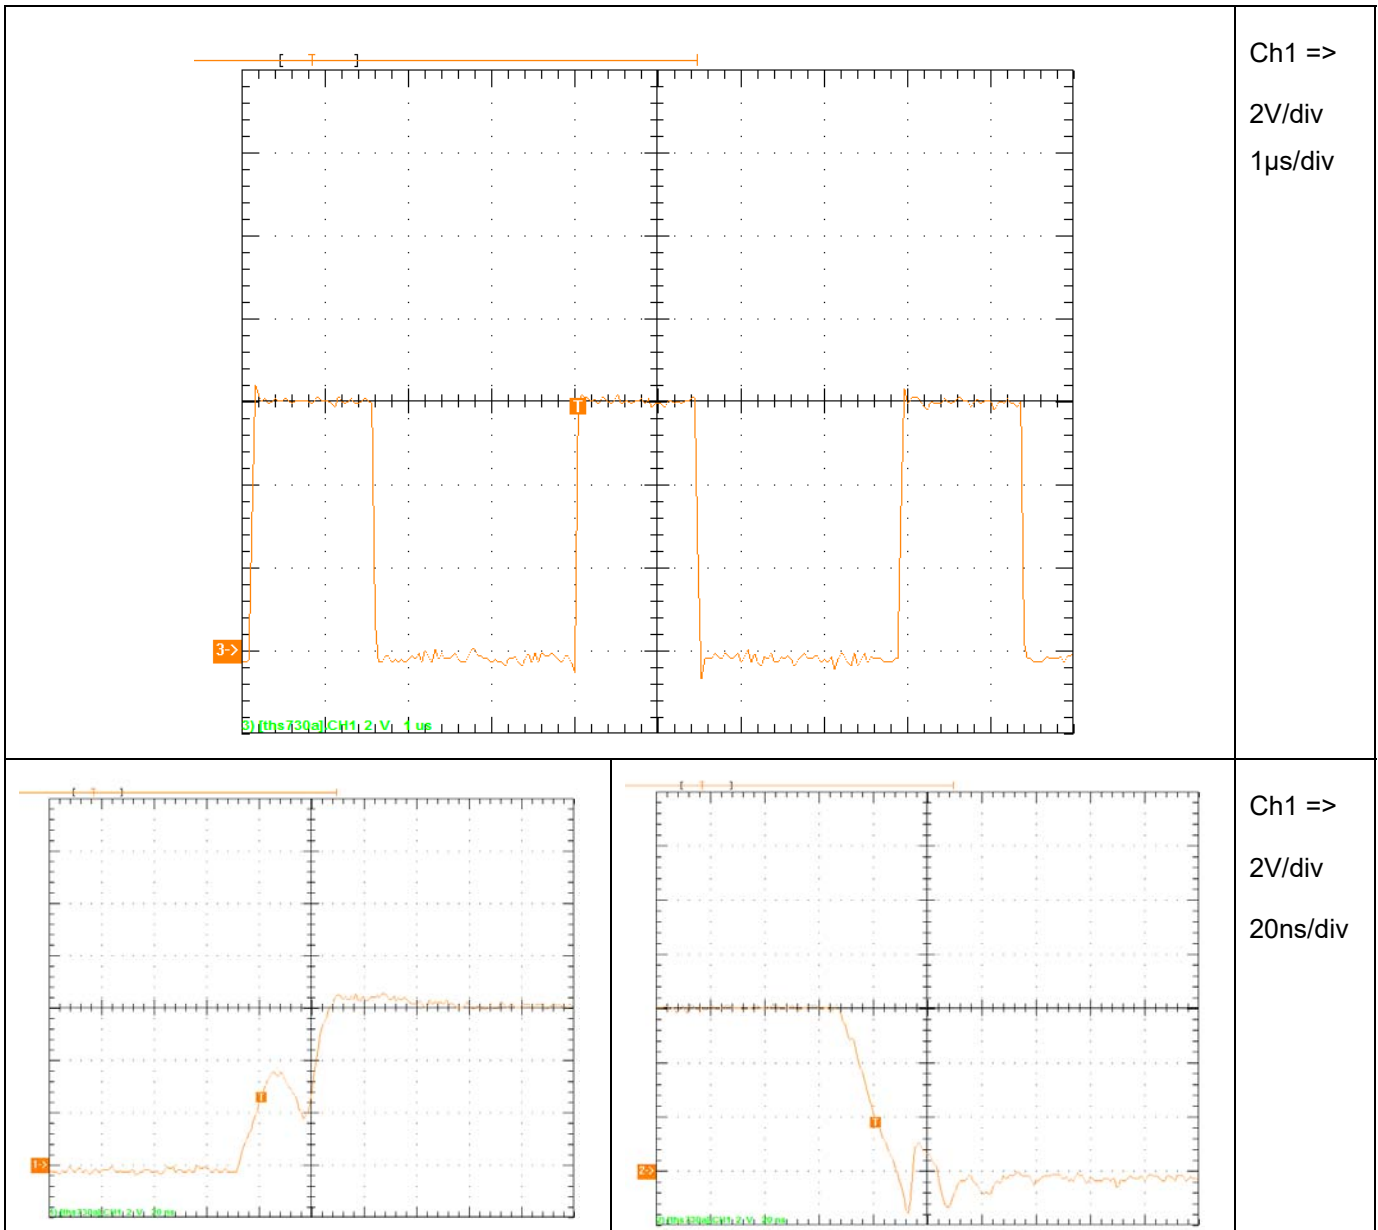 Ch1 =>
2V/div
1µs/div
[ T ]
T
3->
3) [ths730a].CH1 2 V 1 us
Ch1 =>
2V/div
20ns/div
[ T ]
T
1->
[ T ]
T
2->